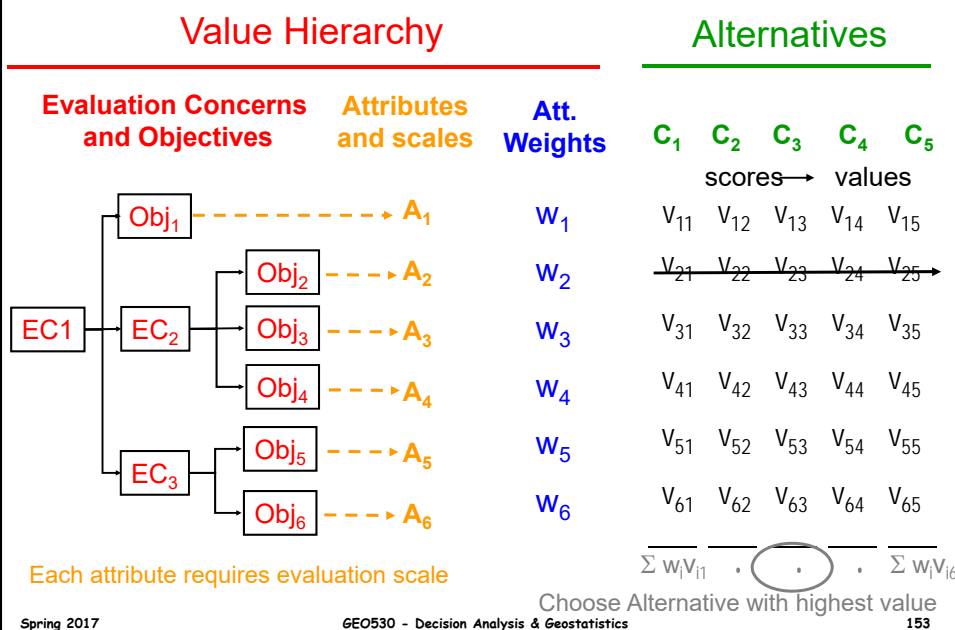 Value Hierarchy
Alternatives
Evaluation Concerns
and Objectives
Attributes
and scales
Att.
Weights
C₁ C₂ C₃ C₄ C₅
scores → values
Obj₁ A₁ w₁ V₁₁ V₁₂ V₁₃ V₁₄ V₁₅
Obj₂ A₂ w₂ V₂₁ V₂₂ V₂₃ V₂₄ V₂₅
EC1 EC₂ Obj₃ A₃ w₃ V₃₁ V₃₂ V₃₃ V₃₄ V₃₅
Obj₄ A₄ w₄ V₄₁ V₄₂ V₄₃ V₄₄ V₄₅
EC₃ Obj₅ A₅ w₅ V₅₁ V₅₂ V₅₃ V₅₄ V₅₅
Obj₆ A₆ w₆ V₆₁ V₆₂ V₆₃ V₆₄ V₆₅
Each attribute requires evaluation scale
Σ wᵢvᵢ₁ . . . Σ wᵢvᵢ₆
Choose Alternative with highest value
Spring 2017 GEO530 - Decision Analysis & Geostatistics 153